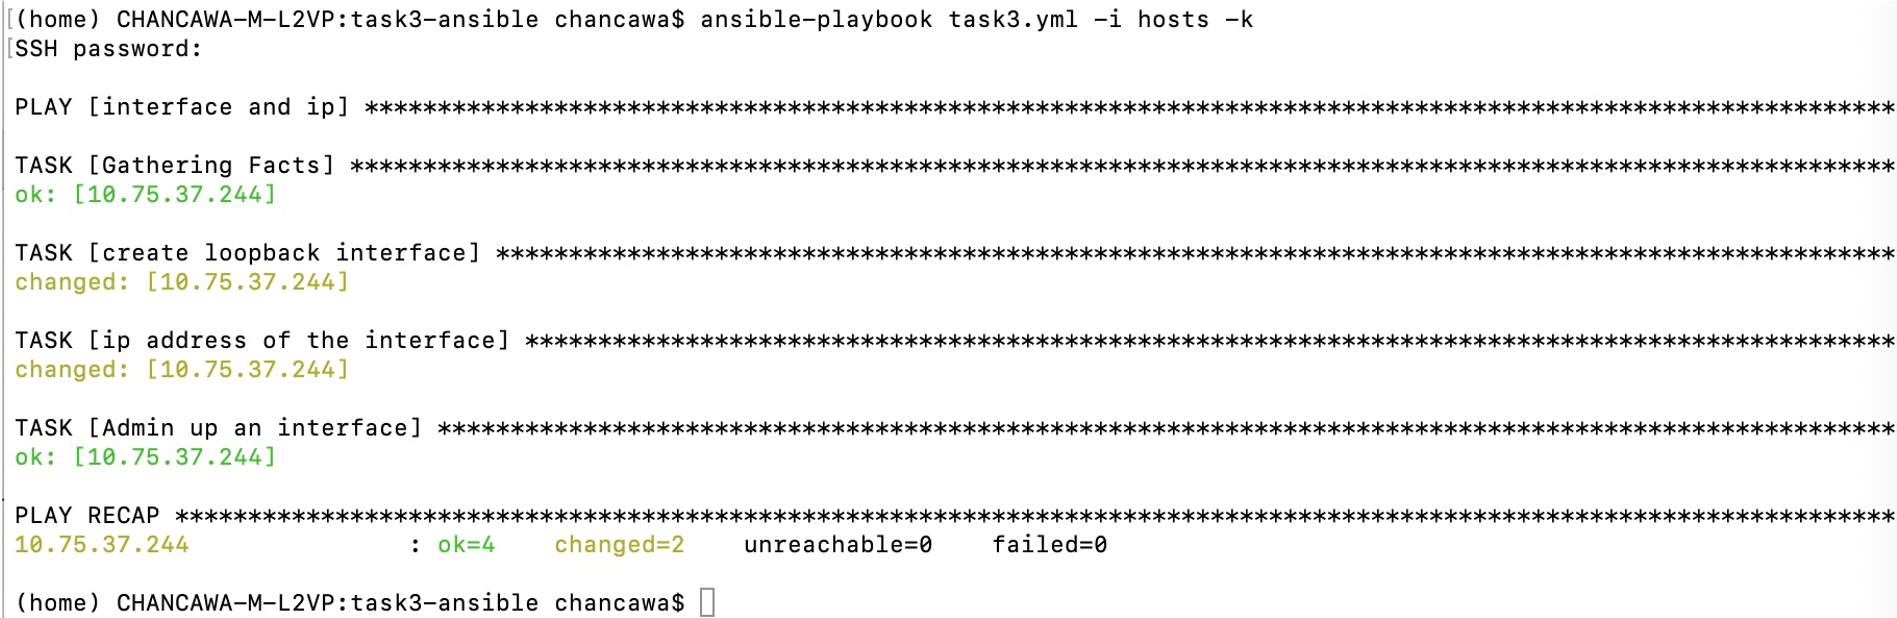 [(home) CHANCAWA-M-L2VP:task3-ansible chancawa$ ansible-playbook task3.yml -i hosts -k
[SSH password:
PLAY [interface and ip] *********************************************************************************************************
TASK [Gathering Facts] **********************************************************************************************************
ok: [10.75.37.244]
TASK [create loopback interface] ************************************************************************************************
changed: [10.75.37.244]
TASK [ip address of the interface] **********************************************************************************************
changed: [10.75.37.244]
TASK [Admin up an interface] ****************************************************************************************************
ok: [10.75.37.244]
PLAY RECAP **********************************************************************************************************************
10.75.37.244 : ok=4 changed=2 unreachable=0 failed=0
(home) CHANCAWA-M-L2VP:task3-ansible chancawa$